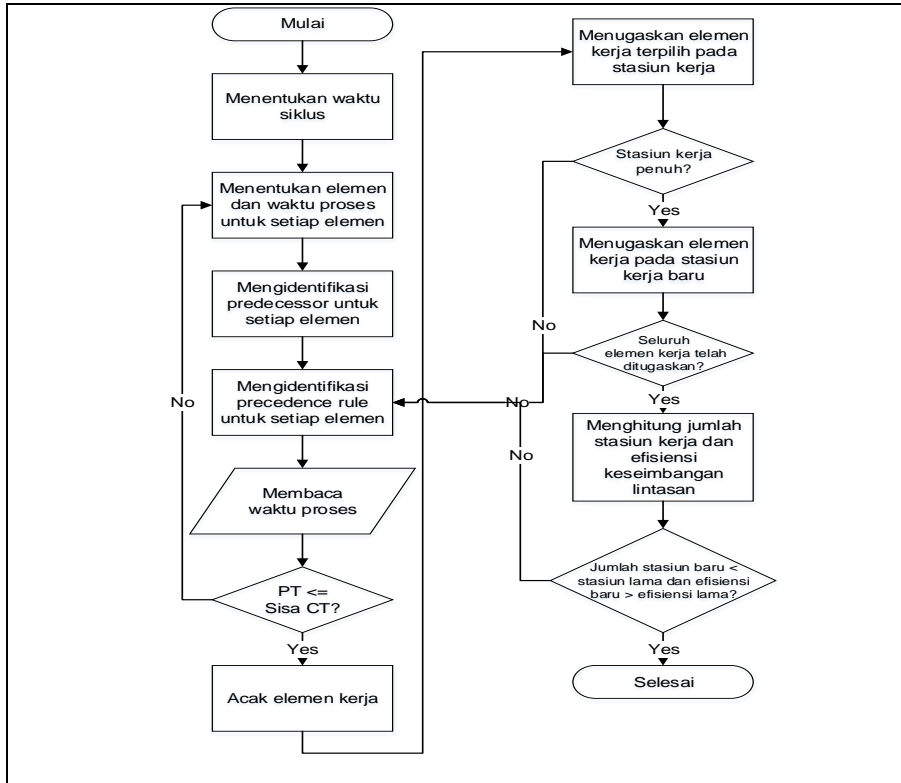 Mulai
Menentukan waktu
siklus
Menentukan elemen
dan waktu proses
untuk setiap elemen
Mengidentifikasi
predecessor untuk
setiap elemen
Mengidentifikasi
precedence rule
untuk setiap elemen
No
Membaca
waktu proses
PT <=
Sisa CT?
Yes
Acak elemen kerja
Menugaskan elemen
kerja terpilih pada
stasiun kerja
Stasiun kerja
penuh?
Yes
Menugaskan elemen
kerja pada stasiun
kerja baru
No
Seluruh
elemen kerja telah
ditugaskan?
No
Yes
Menghitung jumlah
stasiun kerja dan
efisiensi
keseimbangan
lintasan
No
Jumlah stasiun baru <
stasiun lama dan efisiensi
baru > efisiensi lama?
Yes
Selesai